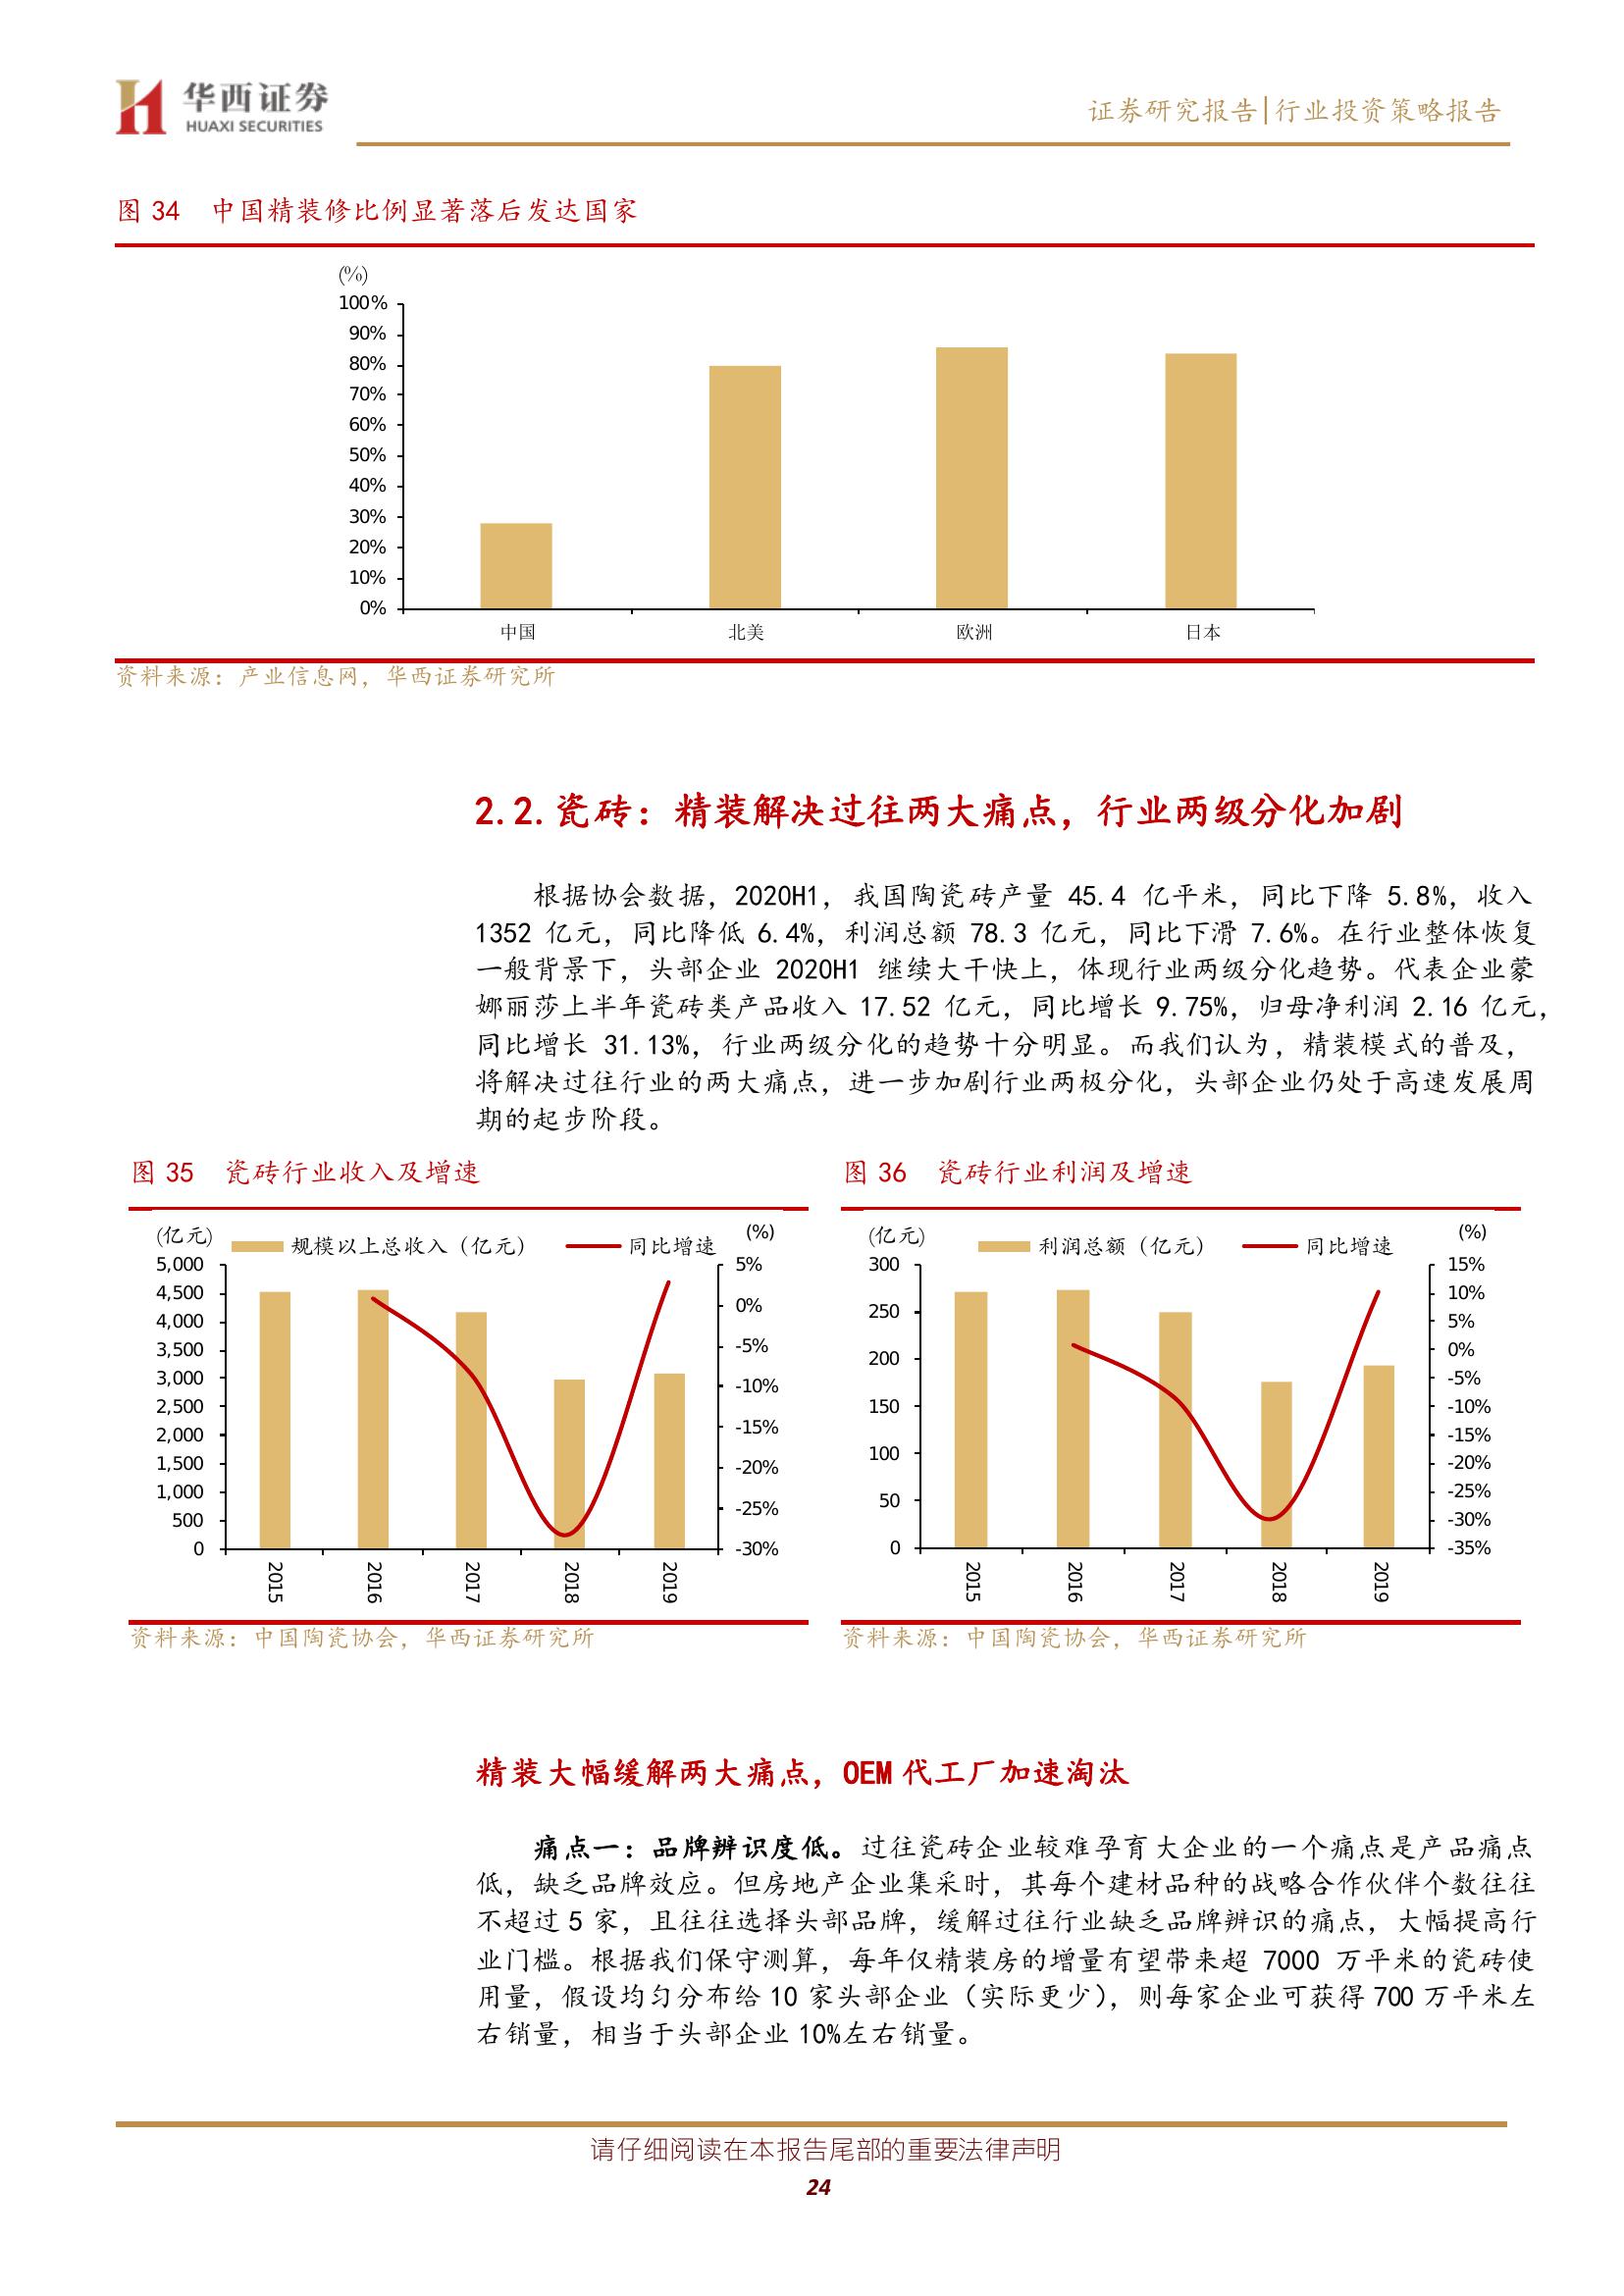 华西证券
HUAXI SECURITIES
证券研究报告|行业投资策略报告
图 34 中国精装修比例显著落后发达国家
(%)
100%
90%
80%
70%
60%
50%
40%
30%
20%
10%
0%
中国 北美 欧洲 日本
资料来源：产业信息网，华西证券研究所
2.2.瓷砖：精装解决过往两大痛点，行业两级分化加剧
根据协会数据，2020H1，我国陶瓷砖产量 45.4 亿平米，同比下降 5.8%，收入
1352 亿元，同比降低 6.4%，利润总额 78.3 亿元，同比下滑 7.6%。在行业整体恢复
一般背景下，头部企业 2020H1 继续大干快上，体现行业两级分化趋势。代表企业蒙
娜丽莎上半年瓷砖类产品收入 17.52 亿元，同比增长 9.75%，归母净利润 2.16 亿元，
同比增长 31.13%，行业两级分化的趋势十分明显。而我们认为，精装模式的普及，
将解决过往行业的两大痛点，进一步加剧行业两极分化，头部企业仍处于高速发展周
期的起步阶段。
图 35 瓷砖行业收入及增速
(亿元)
规模以上总收入（亿元） 同比增速
(%)
5,000
4,500
4,000
3,500
3,000
2,500
2,000
1,500
1,000
500
0
5%
0%
-5%
-10%
-15%
-20%
-25%
-30%
2015 2016 2017 2018 2019
资料来源：中国陶瓷协会，华西证券研究所
图 36 瓷砖行业利润及增速
(亿元)
利润总额（亿元） 同比增速
(%)
300
250
200
150
100
50
0
15%
10%
5%
0%
-5%
-10%
-15%
-20%
-25%
-30%
-35%
2015 2016 2017 2018 2019
资料来源：中国陶瓷协会，华西证券研究所
精装大幅缓解两大痛点，OEM 代工厂加速淘汰
痛点一：品牌辨识度低。过往瓷砖企业较难孕育大企业的一个痛点是产品痛点
低，缺乏品牌效应。但房地产企业集采时，其每个建材品种的战略合作伙伴个数往往
不超过 5 家，且往往选择头部品牌，缓解过往行业缺乏品牌辨识的痛点，大幅提高行
业门槛。根据我们保守测算，每年仅精装房的增量有望带来超 7000 万平米的瓷砖使
用量，假设均匀分布给 10 家头部企业（实际更少），则每家企业可获得 700 万平米左
右销量，相当于头部企业 10%左右销量。
请仔细阅读在本报告尾部的重要法律声明
24